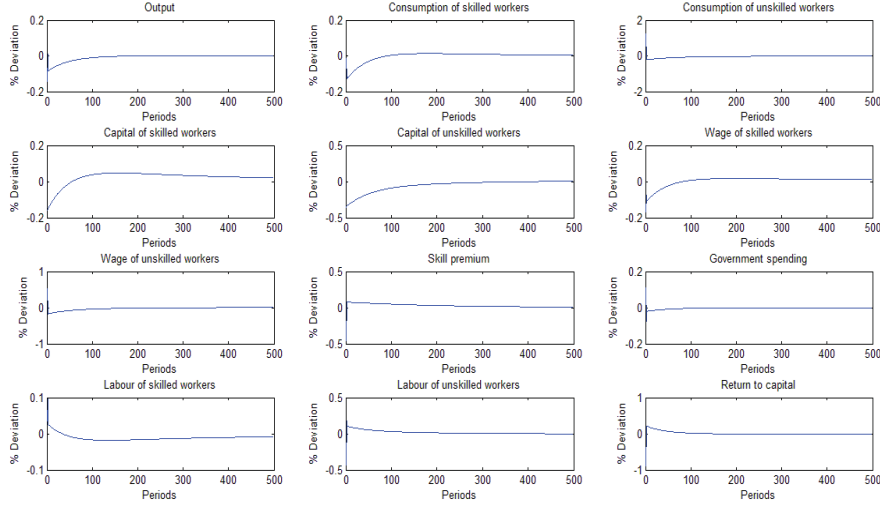 Output
% Deviation
0.2
0
-0.2
0 100 200 300 400 500
Periods
Consumption of skilled workers
% Deviation
0.2
0
-0.2
0 100 200 300 400 500
Periods
Consumption of unskilled workers
% Deviation
2
0
-2
0 100 200 300 400 500
Periods
Capital of skilled workers
% Deviation
0.2
0
-0.2
0 100 200 300 400 500
Periods
Capital of unskilled workers
% Deviation
0.5
0
-0.5
0 100 200 300 400 500
Periods
Wage of skilled workers
% Deviation
0.2
0
-0.2
0 100 200 300 400 500
Periods
Wage of unskilled workers
% Deviation
1
0
-1
0 100 200 300 400 500
Periods
Skill premium
% Deviation
0.5
0
-0.5
0 100 200 300 400 500
Periods
Government spending
% Deviation
0.2
0
-0.2
0 100 200 300 400 500
Periods
Labour of skilled workers
% Deviation
0.1
0
-0.1
0 100 200 300 400 500
Periods
Labour of unskilled workers
% Deviation
0.5
0
-0.5
0 100 200 300 400 500
Periods
Return to capital
% Deviation
1
0
-1
0 100 200 300 400 500
Periods